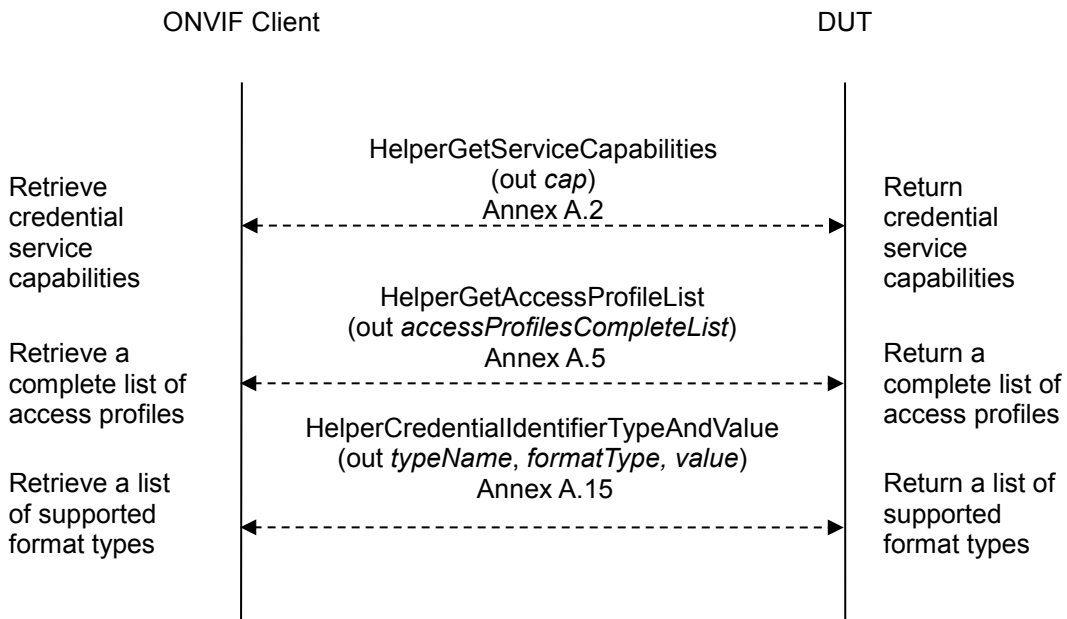 ONVIF Client
DUT
HelperGetServiceCapabilities
(out cap)
Annex A.2
Retrieve
credential
service
capabilities
Return
credential
service
capabilities
HelperGetAccessProfileList
(out accessProfilesCompleteList)
Annex A.5
Retrieve a
complete list of
access profiles
Return a
complete list of
access profiles
HelperCredentialIdentifierTypeAndValue
(out typeName, formatType, value)
Annex A.15
Retrieve a list
of supported
format types
Return a list of
supported
format types